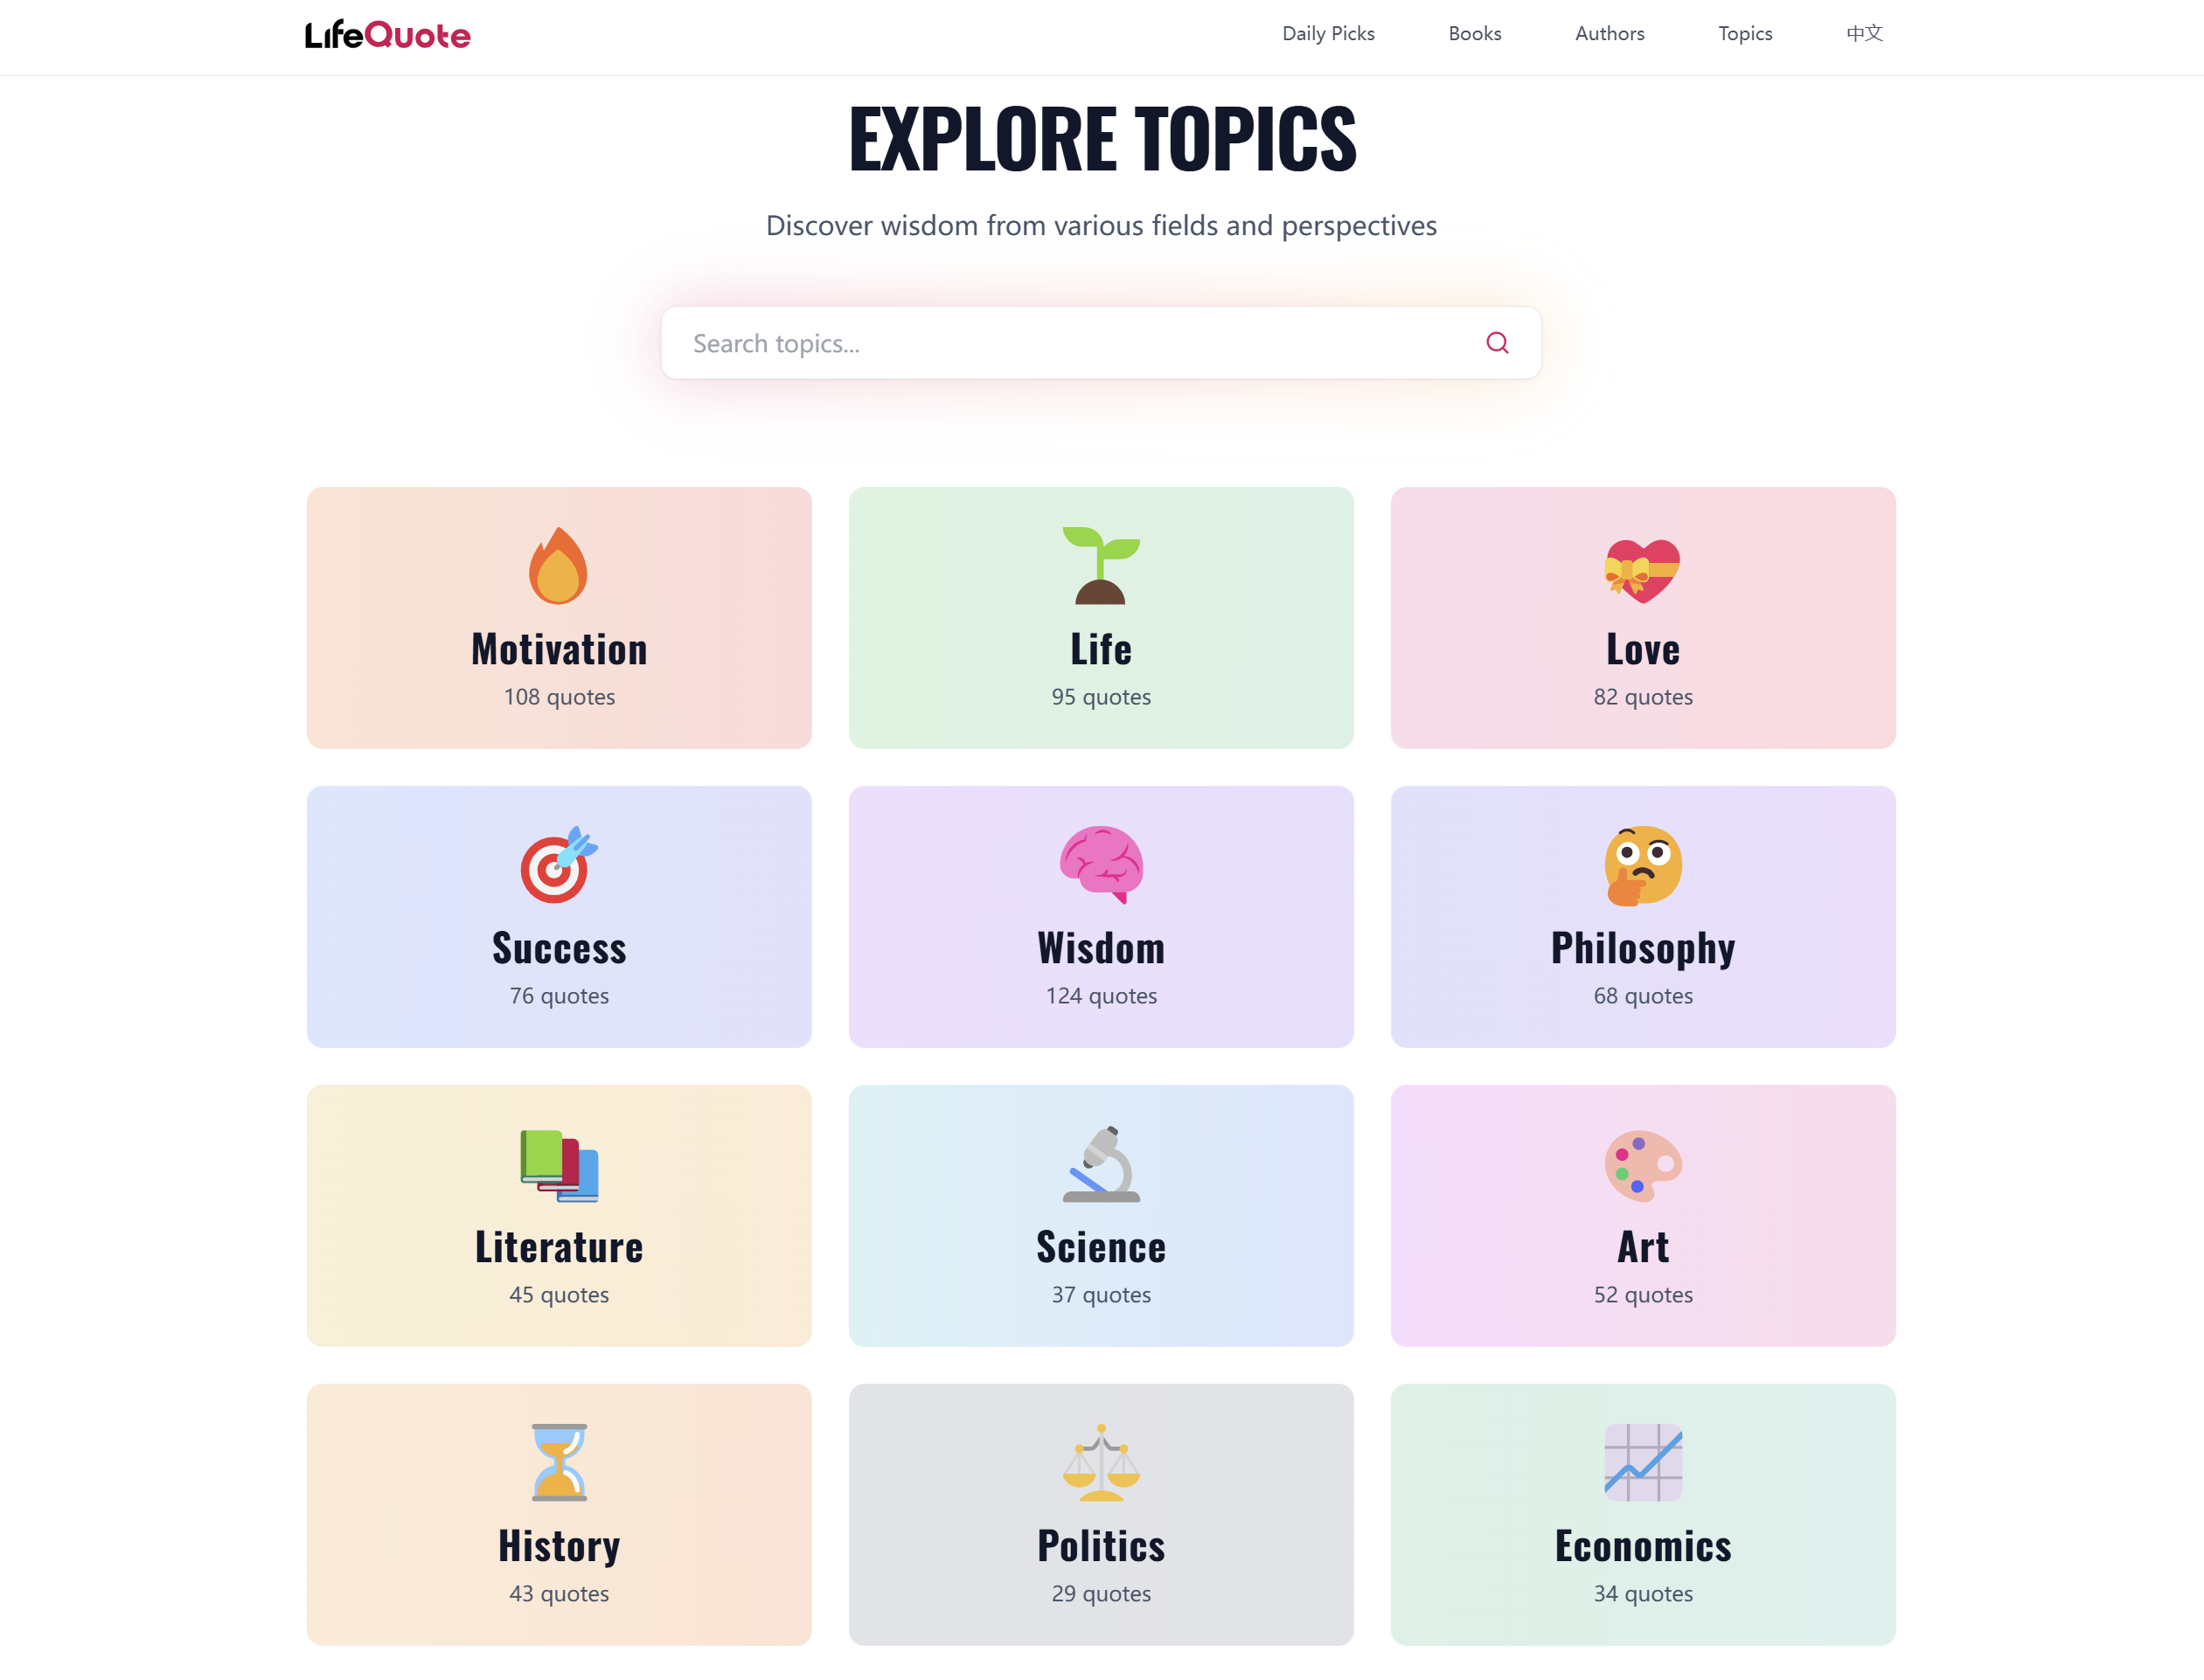 LifeQuote
Daily Picks
Books
Authors
Topics
中文
EXPLORE TOPICS
Discover wisdom from various fields and perspectives
Search topics...
Motivation
108 quotes
Life
95 quotes
Love
82 quotes
Success
76 quotes
Wisdom
124 quotes
Philosophy
68 quotes
Literature
45 quotes
Science
37 quotes
Art
52 quotes
History
43 quotes
Politics
29 quotes
Economics
34 quotes